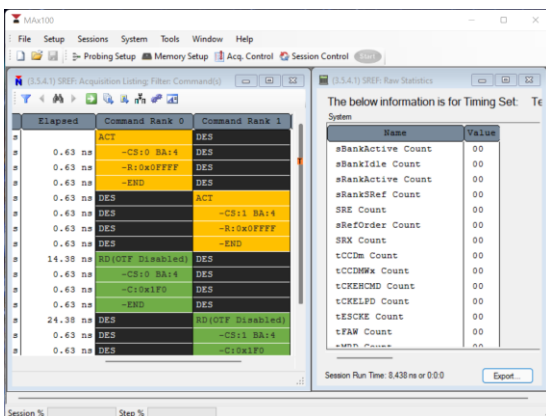 MAx100
File Setup Sessions System Tools Window Help
Probing Setup Memory Setup Acq. Control Session Control Start
(3.5.4.1) SREF: Acquisition Listing; Filter: Command(s)
Elapsed Command Rank 0 Command Rank 1
s ACT DES
s 0.63 ns -CS:0 BA:4 DES
s 0.63 ns -R:0x0FFFF DES
s 0.63 ns -END DES
s 0.63 ns DES ACT
s 0.63 ns DES -CS:1 BA:4
s 0.63 ns DES -R:0x0FFFF
s 0.63 ns DES -END
s 14.38 ns RD(OTF Disabled) DES
s 0.63 ns -CS:0 BA:4 DES
s 0.63 ns -C:0x1F0 DES
s 0.63 ns -END DES
s 24.38 ns DES RD(OTF Disabled)
s 0.63 ns DES -CS:1 BA:4
s 0.63 ns DES -C:0x1F0
(3.5.4.1) SREF: Raw Statistics
The below information is for Timing Set: Te
System
Name Value
sBankActive Count 00
sBankIdle Count 00
sRankActive Count 00
sRankSRef Count 00
SRE Count 00
sRefOrder Count 00
SRX Count 00
tCCDm Count 00
tCCDMWx Count 00
tCKEHCMD Count 00
tCKELPD Count 00
tESCKE Count 00
tFAW Count 00
tMRD Count 00
Session Run Time: 8,438 ns or 0:0:0 Export...
Session % Step %